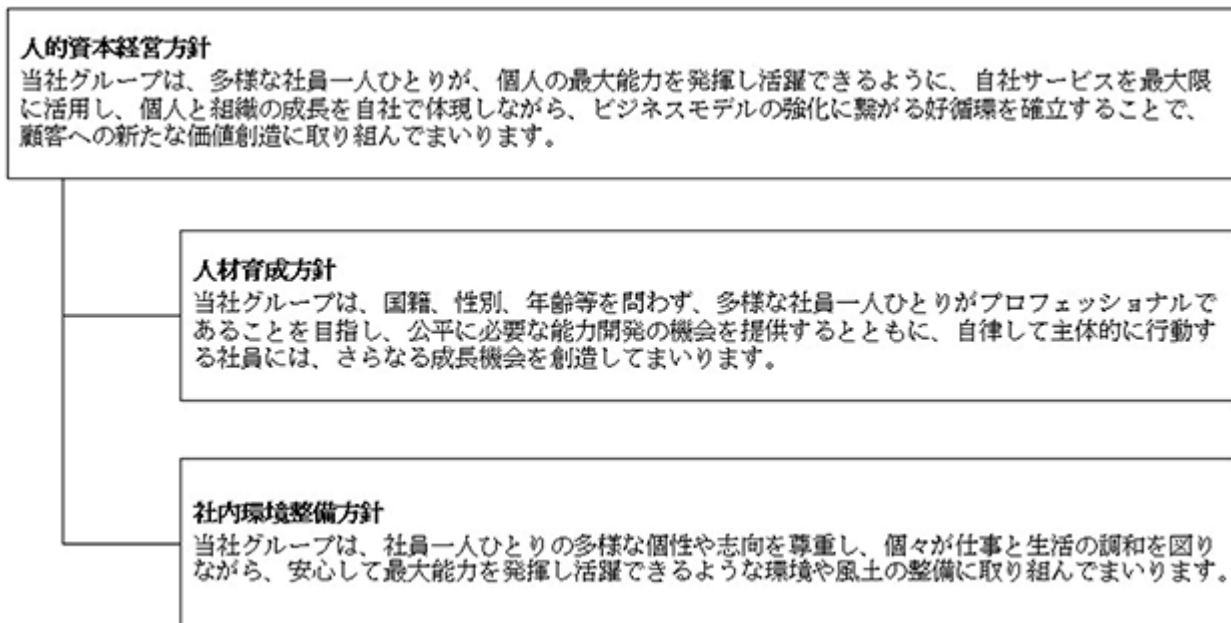 人的資本経営方針
当社グループは、多様な社員一人ひとりが、個人の最大能力を発揮し活躍できるように、自社サービスを最大限
に活用し、個人と組織の成長を自社で体現しながら、ビジネスモデルの強化に繋がる好循環を確立することで、
顧客への新たな価値創造に取り組んでまいります。
人材育成方針
当社グループは、国籍、性別、年齢等を問わず、多様な社員一人ひとりがプロフェッショナルで
あることを目指し、公平に必要な能力開発の機会を提供するとともに、自律して主体的に行動す
る社員には、さらなる成長機会を創造してまいります。
社内環境整備方針
当社グループは、社員一人ひとりの多様な個性や志向を尊重し、個々が仕事と生活の調和を図り
ながら、安心して最大能力を発揮し活躍できるような環境や風土の整備に取り組んでまいります。